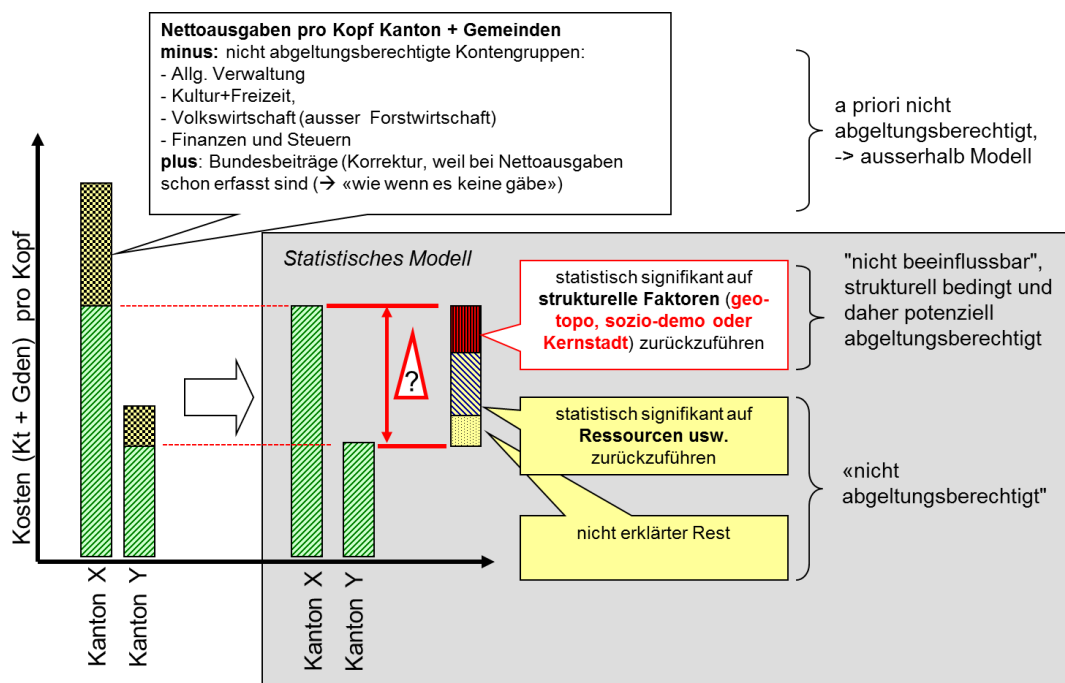 Nettoausgaben pro Kopf Kanton + Gemeinden
minus: nicht abgeltungsberechtigte Kontengruppen:
- Allg. Verwaltung
- Kultur+Freizeit,
- Volkswirtschaft (ausser Forstwirtschaft)
- Finanzen und Steuern
plus: Bundesbeiträge (Korrektur, weil bei Nettoausgaben
schon erfasst sind (→ «wie wenn es keine gäbe»)
a priori nicht
abgeltungsberechtigt,
-> ausserhalb Modell
Kosten (Kt + Gden) pro Kopf
Statistisches Modell
statistisch signifikant auf
strukturelle Faktoren (geo-
topo, sozio-demo oder
Kernstadt) zurückzuführen
"nicht beeinflussbar",
strukturell bedingt und
daher potenziell
abgeltungsberechtigt
?
statistisch signifikant auf
Ressourcen usw.
zurückzuführen
«nicht
abgeltungsberechtigt"
nicht erklärter Rest
Kanton X
Kanton Y
Kanton X
Kanton Y